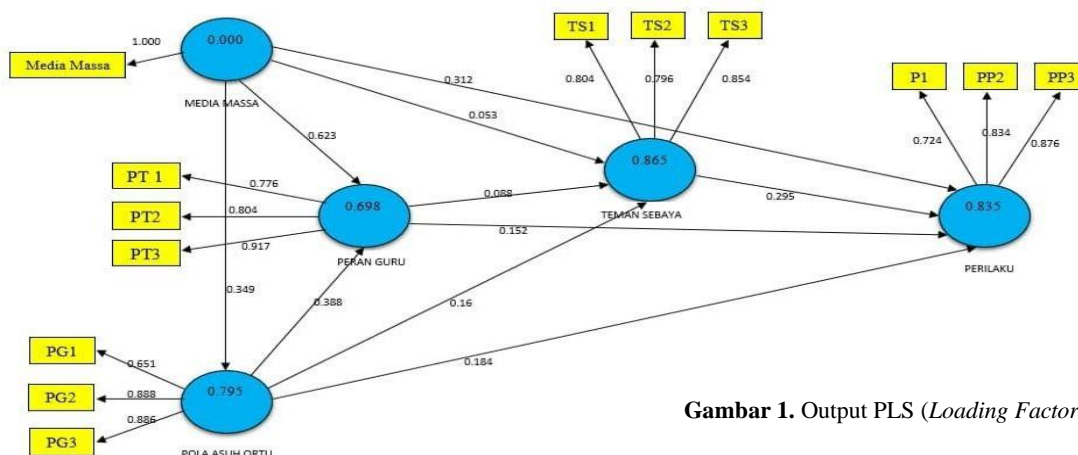 Media Massa
1.000
0.000
MEDIA MASSA
TS1
TS2
TS3
0.804
0.796
0.854
0.312
0.053
0.623
P1
PP2
PP3
0.724
0.834
0.876
PT 1
PT2
PT3
0.776
0.804
0.917
0.698
PERAN GURU
0.088
0.152
0.865
TEMAN SEBAYA
0.295
0.835
PERILAKU
0.349
0.388
0.16
0.184
PG1
PG2
PG3
0.651
0.888
0.886
0.795
POLA ASUH ORTU
Gambar 1. Output PLS (Loading Factor